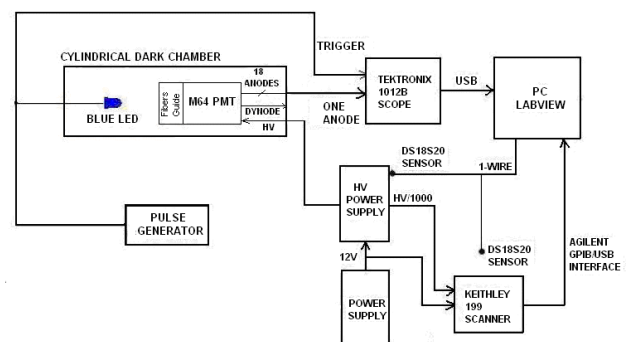 TRIGGER
CYLINDRICAL DARK CHAMBER
18
ANODES
Fibers
Guide
M64 PMT
BLUE LED
DYNODE
HV
ONE
ANODE
TEKTRONIX
1012B
SCOPE
USB
PC
LABVIEW
DS18S20
SENSOR
1-WIRE
HV
POWER
SUPPLY
HV/1000
PULSE
GENERATOR
12V
DS18S20
SENSOR
AGILENT
GPIB/USB
INTERFACE
POWER
SUPPLY
KEITHLEY
199
SCANNER